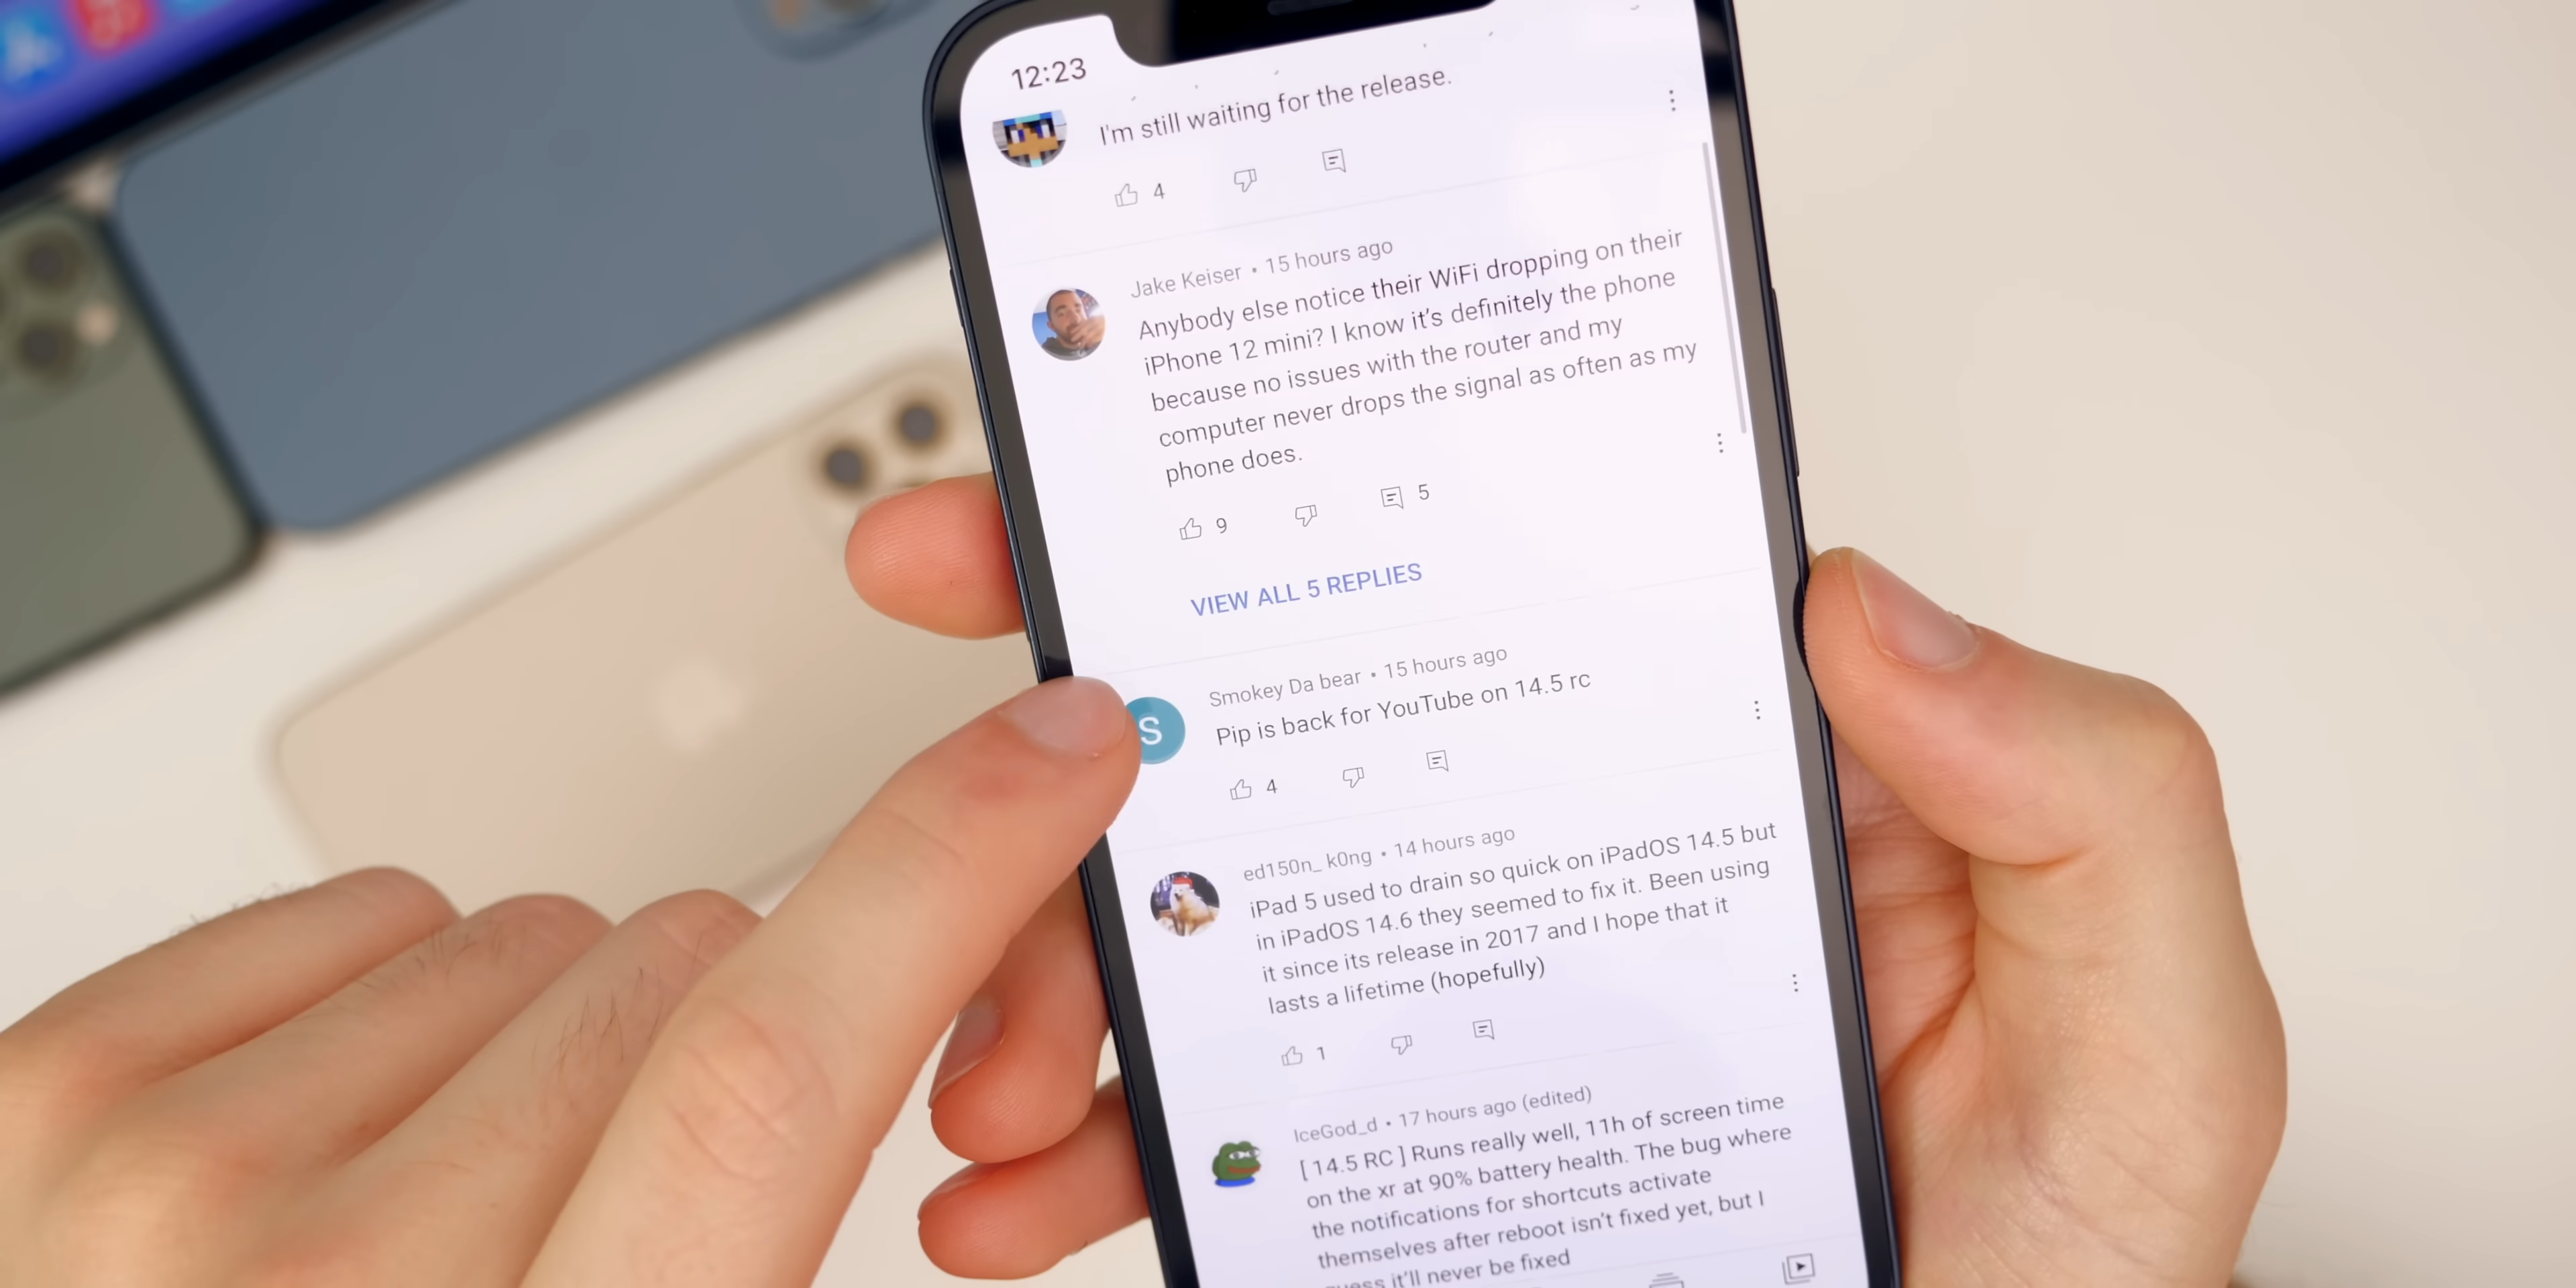 12:23
I'm still waiting for the release.
4
Jake Keiser • 15 hours ago
Anybody else notice their WiFi dropping on their
iPhone 12 mini? I know it's definitely the phone
because no issues with the router and my
computer never drops the signal as often as my
phone does.
9
5
VIEW ALL 5 REPLIES
S
Smokey Da bear • 15 hours ago
Pip is back for YouTube on 14.5 rc
4
ed150n_ k0ng • 14 hours ago
iPad 5 used to drain so quick on iPadOS 14.5 but
in iPadOS 14.6 they seemed to fix it. Been using
it since its release in 2017 and I hope that it
lasts a lifetime (hopefully)
1
IceGod_d • 17 hours ago (edited)
[ 14.5 RC ] Runs really well, 11h of screen time
on the xr at 90% battery health. The bug where
the notifications for shortcuts activate
themselves after reboot isn't fixed yet, but I
guess it'll never be fixed